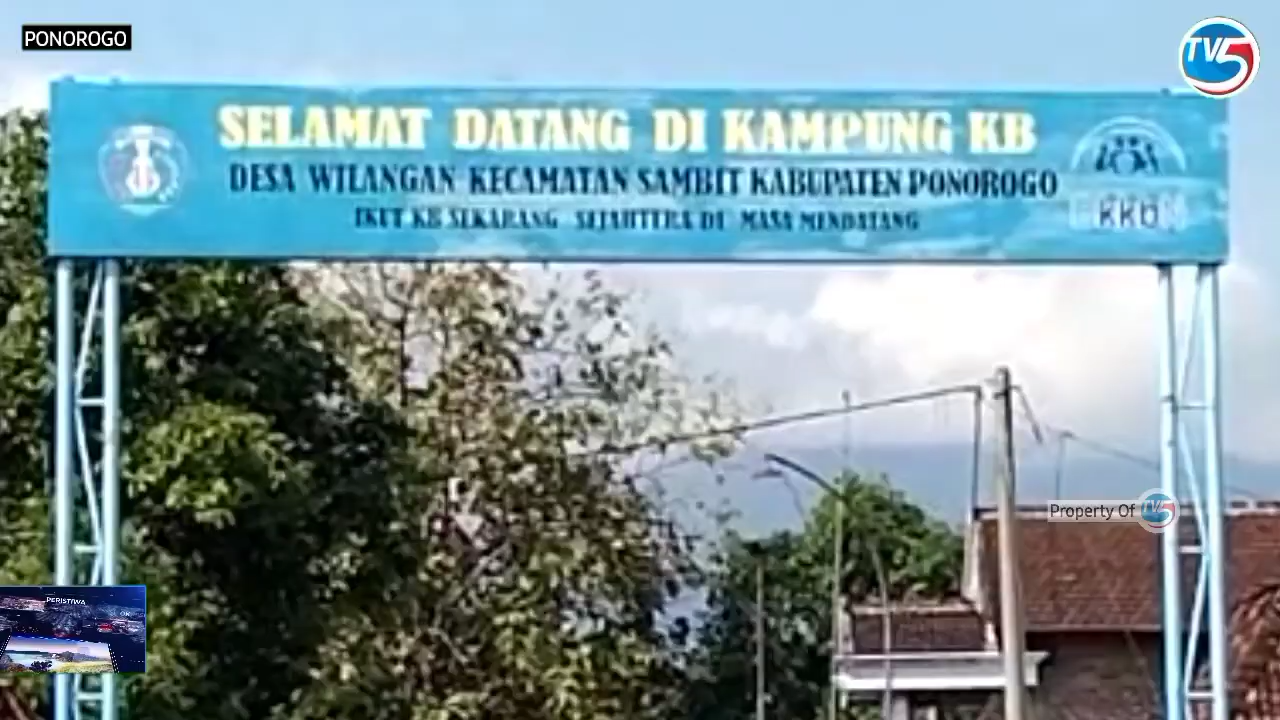 PONOROGO
TV5
SELAMAT DATANG DI KAMPUNG KB
DESA WILANGAN KECAMATAN SAMBIT KABUPATEN PONOROGO
IKUT KB SEKARANG SEJAHTERA DI MASA MENDATANG
Property Of TV5
PERISTIWA